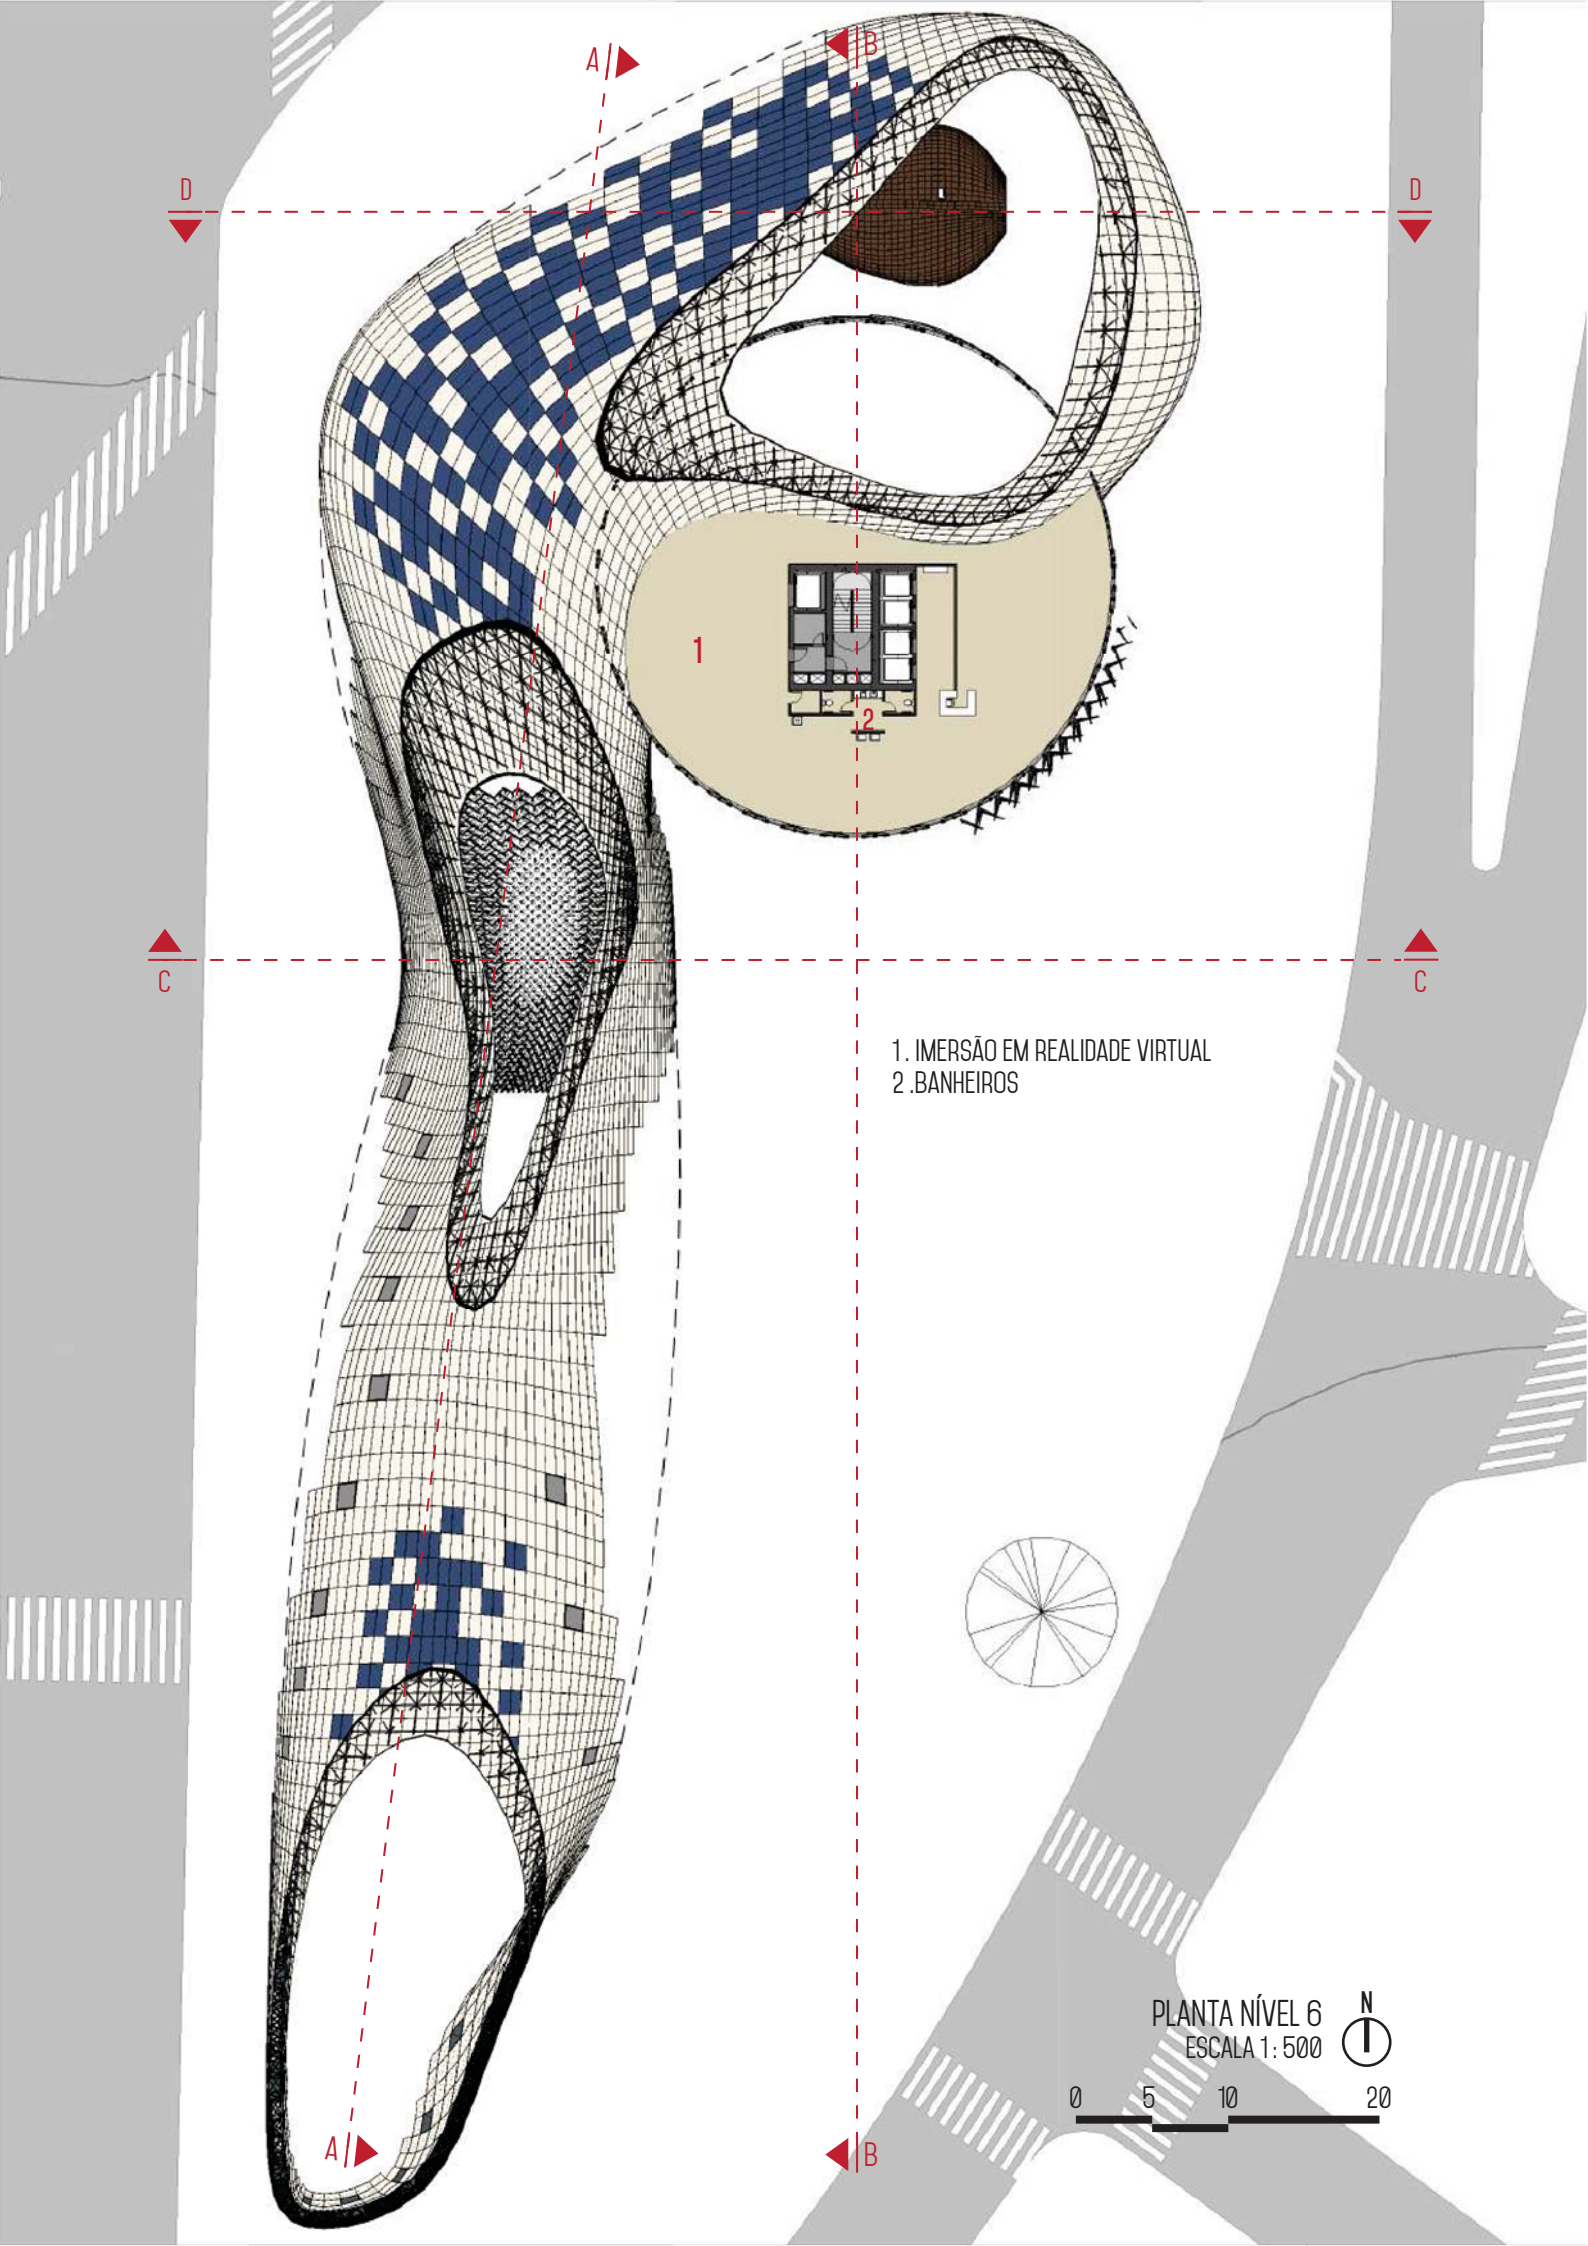 A
B
D
D
1
2
C
C
1. IMERSÃO EM REALIDADE VIRTUAL
2 .BANHEIROS
PLANTA NÍVEL 6
N
ESCALA 1: 500
0 5 10 20
A
B